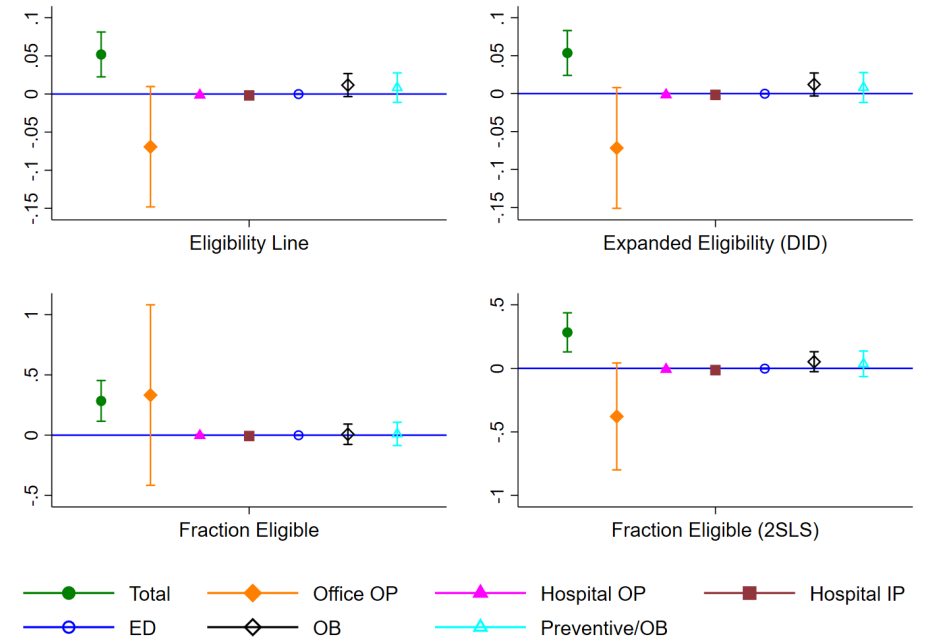 .1 .1
.05 .05
0 0
-.05 -.05
-.1 -.1
-.15 -.15
Eligibility Line Expanded Eligibility (DID)
1 .5
.5 0
0 -.5
-.5 -1
Fraction Eligible Fraction Eligible (2SLS)
Total Office OP Hospital OP Hospital IP
ED OB Preventive/OB